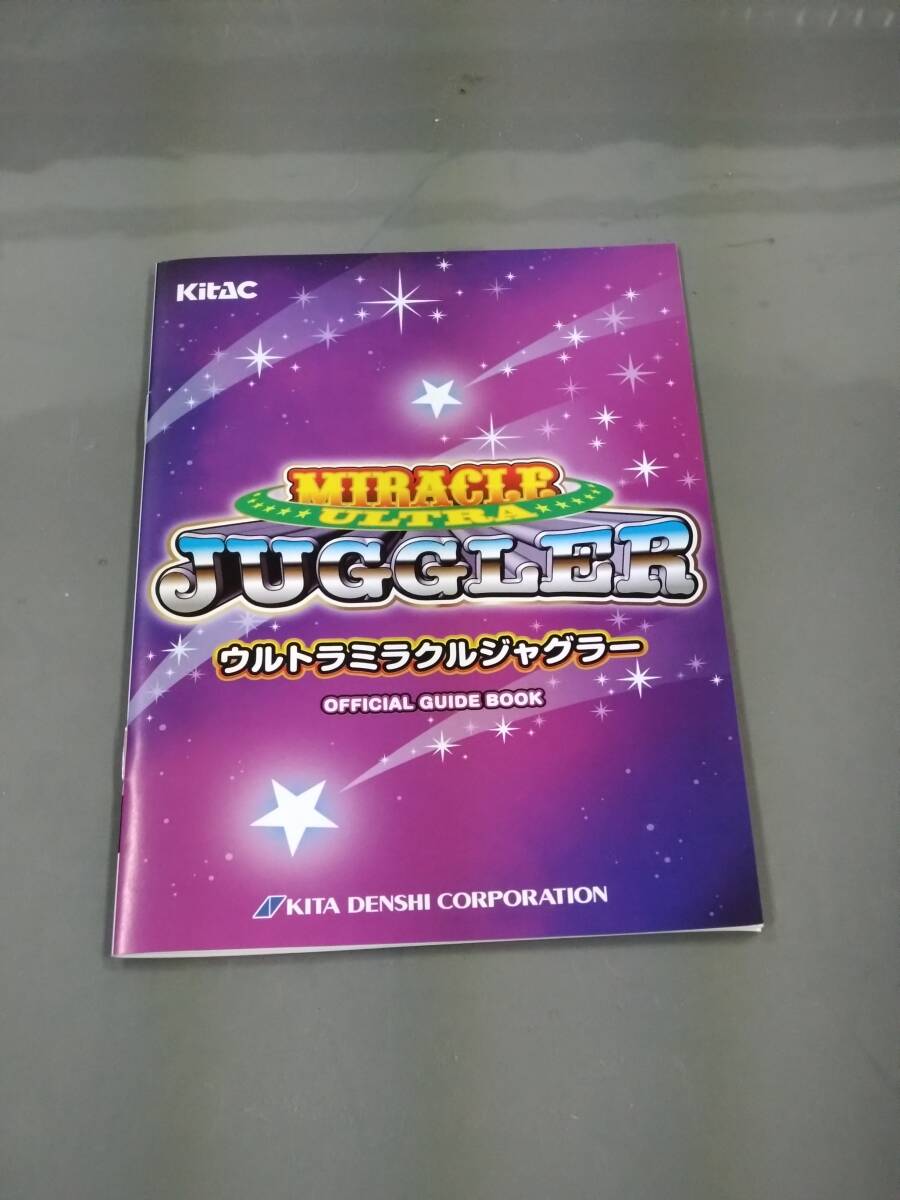 KitAC
MIRACLE
ULTRA
JUGGLER
ウルトラミラクルジャグラー
OFFICIAL GUIDE BOOK
KITA DENSHI CORPORATION